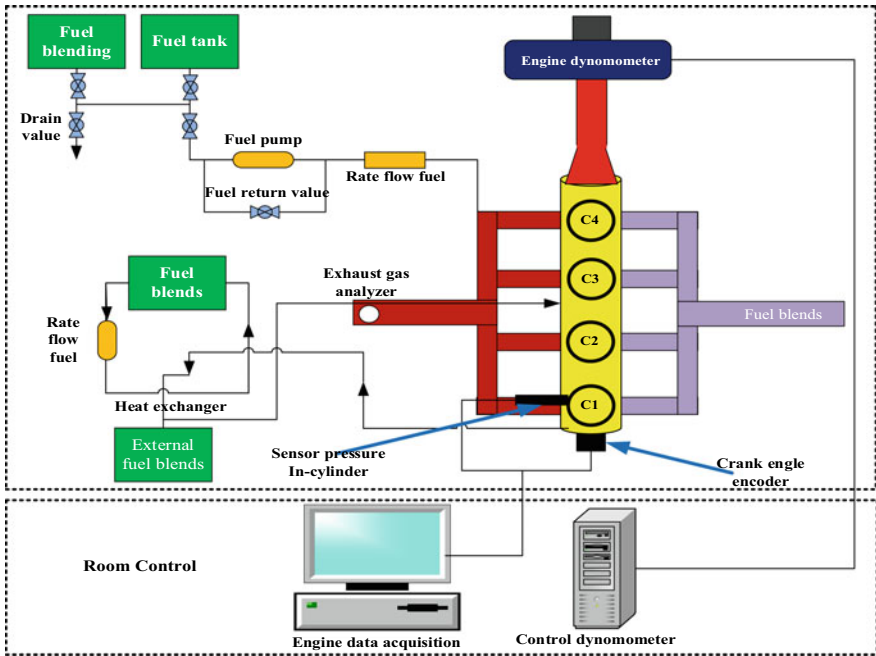 Fuel
blending
Fuel tank
Engine dynomometer
Drain
value
Fuel pump
Rate flow fuel
Fuel return value
C4
C3
C2
C1
Fuel
blends
Exhaust gas
analyzer
Fuel blends
Rate
flow
fuel
Heat exchanger
External
fuel blends
Sensor pressure
In-cylinder
Crank engle
encoder
Room Control
Engine data acquisition
Control dynomometer